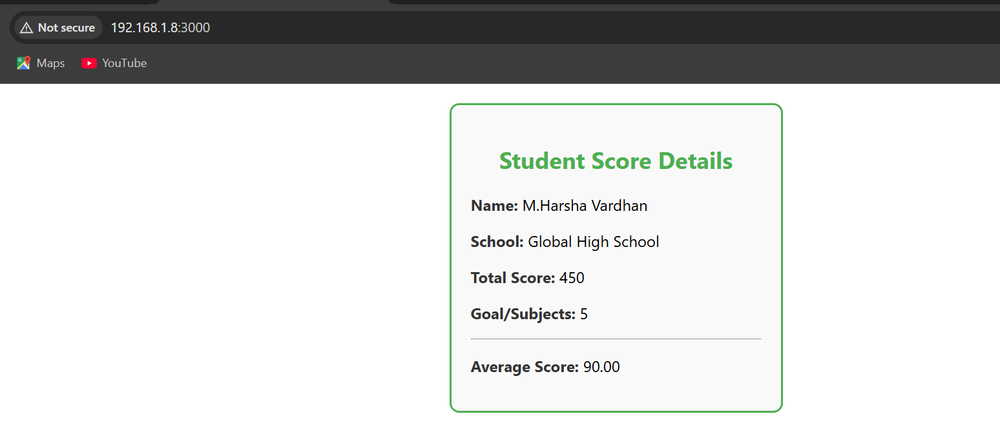 Not secure 192.168.1.8:3000
Maps YouTube
Student Score Details
Name: M.Harsha Vardhan
School: Global High School
Total Score: 450
Goal/Subjects: 5
Average Score: 90.00